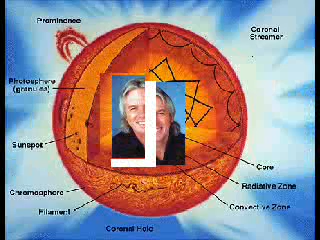 Prominence
Coronal
Streamer
Photosphere
(granules)
Sunspot
Core
Radiative Zone
Chromosphere
Convective Zone
Filament
Coronal Hole